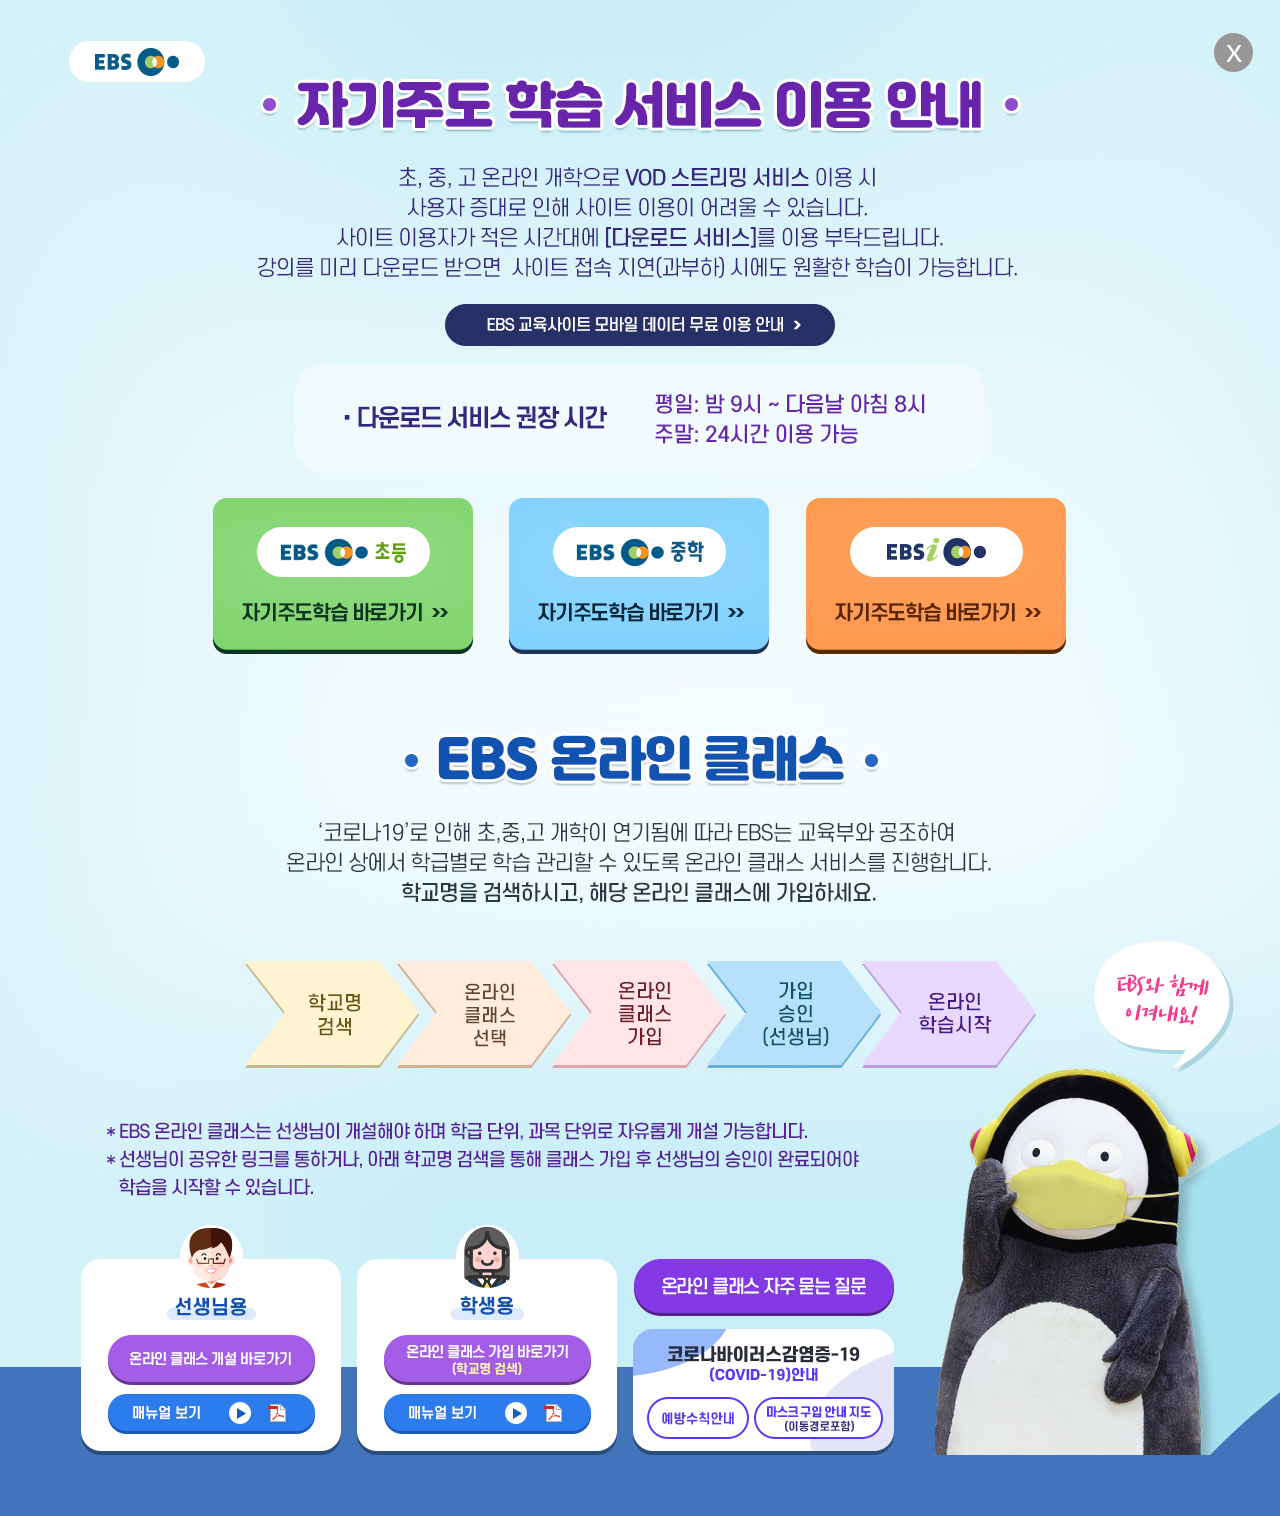 EBS
X
· 자기주도 학습 서비스 이용 안내 ·
초, 중, 고 온라인 개학으로 VOD 스트리밍 서비스 이용 시
사용자 증대로 인해 사이트 이용이 어려울 수 있습니다.
사이트 이용자가 적은 시간대에 [다운로드 서비스]를 이용 부탁드립니다.
강의를 미리 다운로드 받으면 사이트 접속 지연(과부하) 시에도 원활한 학습이 가능합니다.
EBS 교육사이트 모바일 데이터 무료 이용 안내 >
· 다운로드 서비스 권장 시간
평일: 밤 9시 ~ 다음날 아침 8시
주말: 24시간 이용 가능
EBS 초등
자기주도학습 바로가기 >>
EBS 중학
자기주도학습 바로가기 >>
EBSi
자기주도학습 바로가기 >>
· EBS 온라인 클래스 ·
‘코로나19’로 인해 초,중,고 개학이 연기됨에 따라 EBS는 교육부와 공조하여
온라인 상에서 학급별로 학습 관리할 수 있도록 온라인 클래스 서비스를 진행합니다.
학교명을 검색하시고, 해당 온라인 클래스에 가입하세요.
학교명
검색
온라인
클래스
선택
온라인
클래스
가입
가입
승인
(선생님)
온라인
학습시작
EBS와 함께
이겨내요!
* EBS 온라인 클래스는 선생님이 개설해야 하며 학급 단위, 과목 단위로 자유롭게 개설 가능합니다.
* 선생님이 공유한 링크를 통하거나, 아래 학교명 검색을 통해 클래스 가입 후 선생님의 승인이 완료되어야
학습을 시작할 수 있습니다.
선생님용
온라인 클래스 개설 바로가기
매뉴얼 보기
학생용
온라인 클래스 가입 바로가기
(학교명 검색)
매뉴얼 보기
온라인 클래스 자주 묻는 질문
코로나바이러스감염증-19
(COVID-19)안내
예방수칙안내
마스크 구입 안내 지도
(이동경로포함)